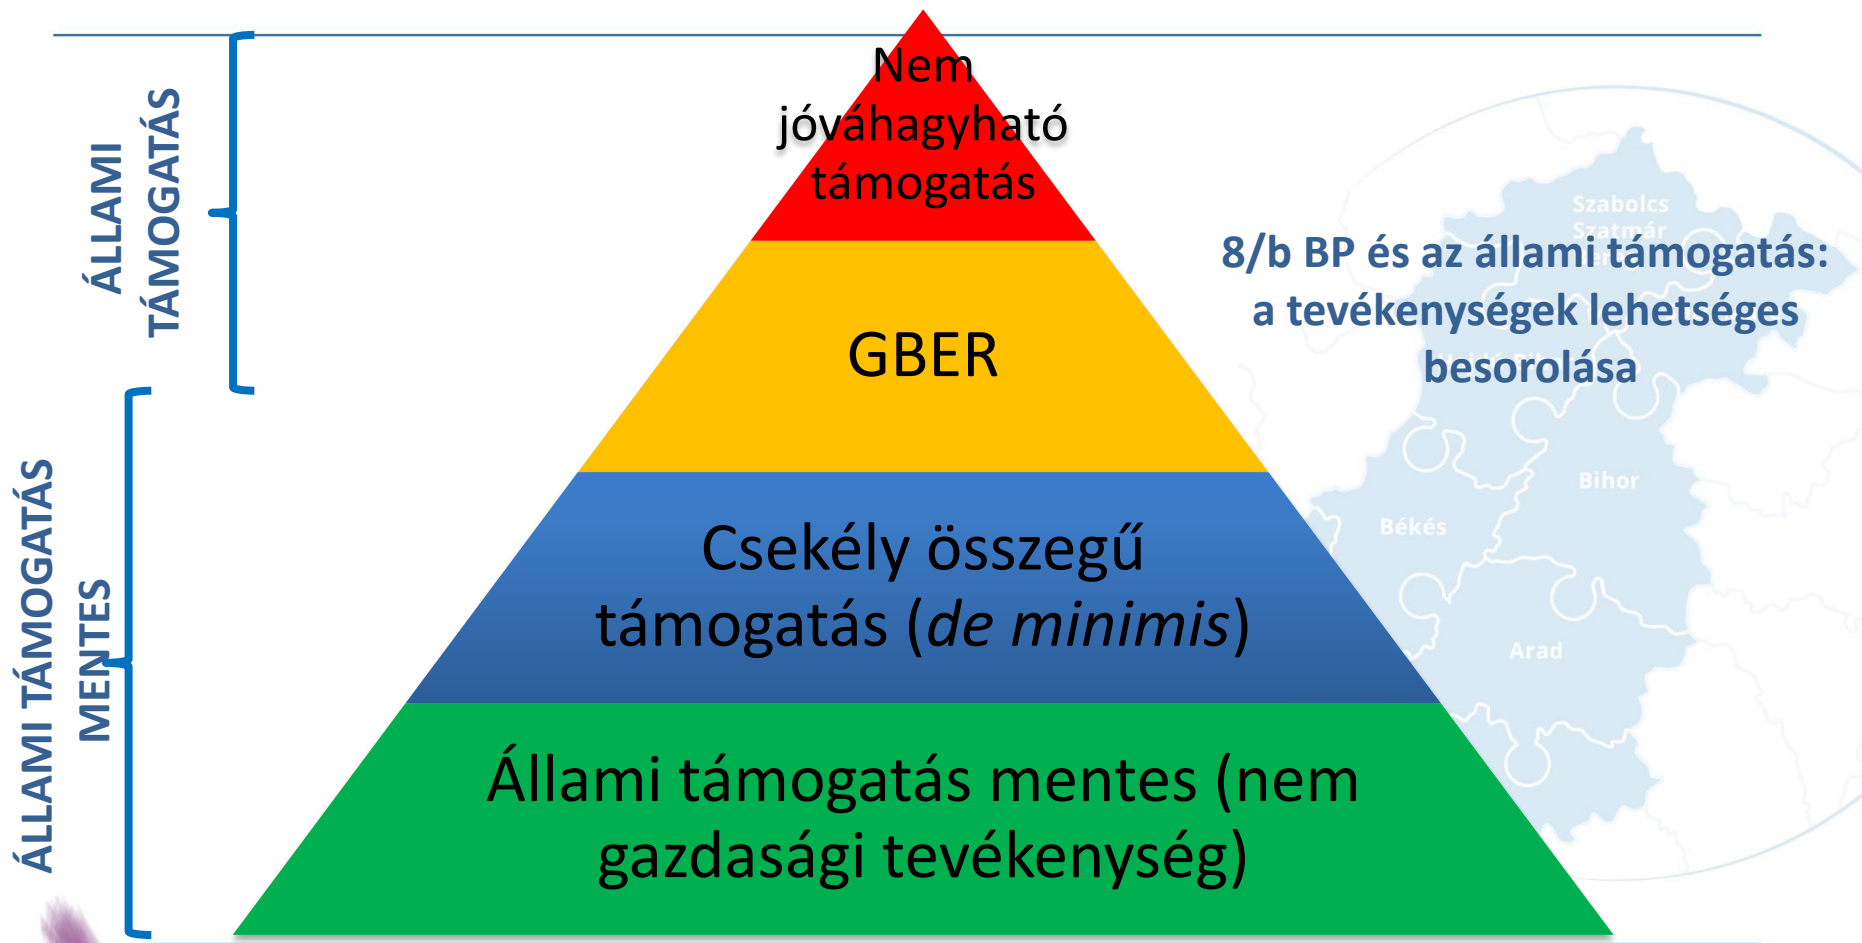 ÁLLAMI
TÁMOGATÁS
ÁLLAMI TÁMOGATÁS
MENTES
Nem
jóváhagyható
támogatás
GBER
Csekély összegű
támogatás (de minimis)
Állami támogatás mentes (nem
gazdasági tevékenység)
8/b BP és az állami támogatás:
a tevékenységek lehetséges
besorolása
Szabolcs
Szatmár
Bihor
Békés
Arad